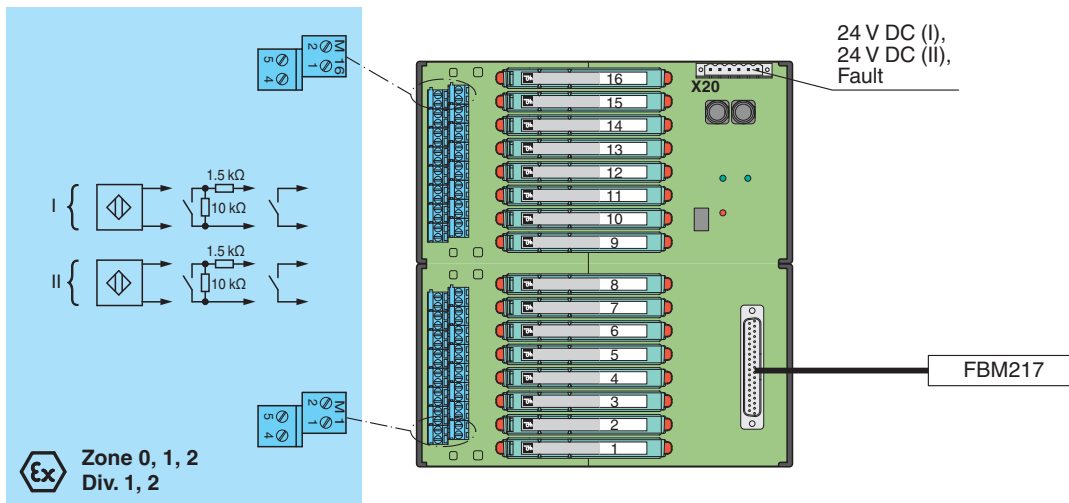 M 16
2 1
5 4
24 V DC (I),
24 V DC (II),
Fault
X20
16
15
14
13
12
11
10
9
1.5 kΩ
10 kΩ
I
1.5 kΩ
10 kΩ
II
8
7
6
5
4
3
2
1
FBM217
M 1
2 1
5 4
Ex
Zone 0, 1, 2
Div. 1, 2